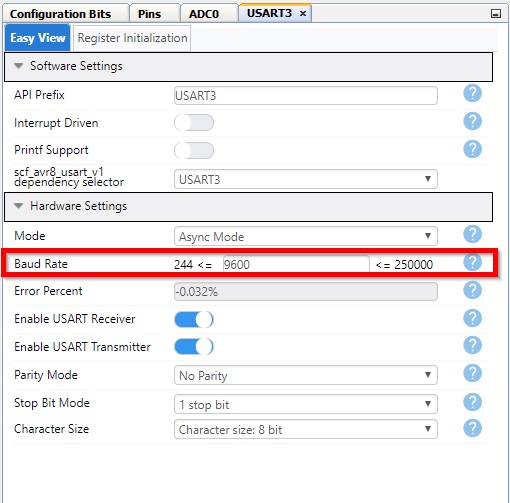 Configuration Bits Pins ADC0 USART3 ×
Easy View Register Initialization
Software Settings
API Prefix USART3 ?
Interrupt Driven ?
Printf Support ?
scf_avr8_usart_v1
dependency selector USART3
Hardware Settings
Mode Async Mode ?
Baud Rate 244 <= 9600 <= 250000 ?
Error Percent -0.032% ?
Enable USART Receiver ?
Enable USART Transmitter ?
Parity Mode No Parity ?
Stop Bit Mode 1 stop bit ?
Character Size Character size: 8 bit ?